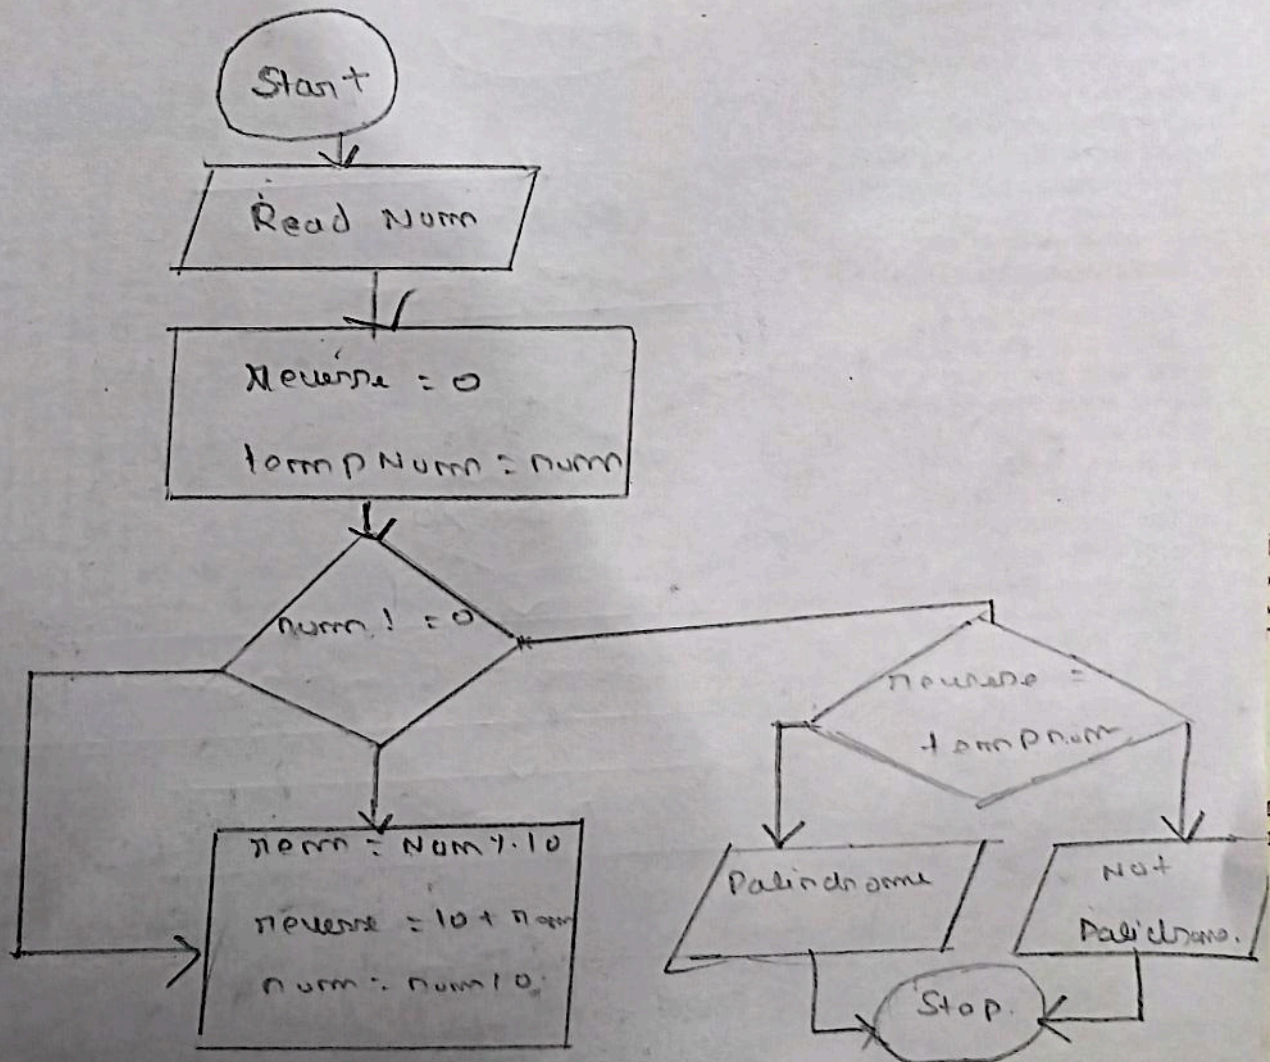 Start
Read Num
Reverse = 0
tempNum = num
num ! = 0
rem = Num % 10
reverse = 10 + rem
num = num 10
reverse =
tempnum
Palindrome
Not
Palidrome.
Stop.